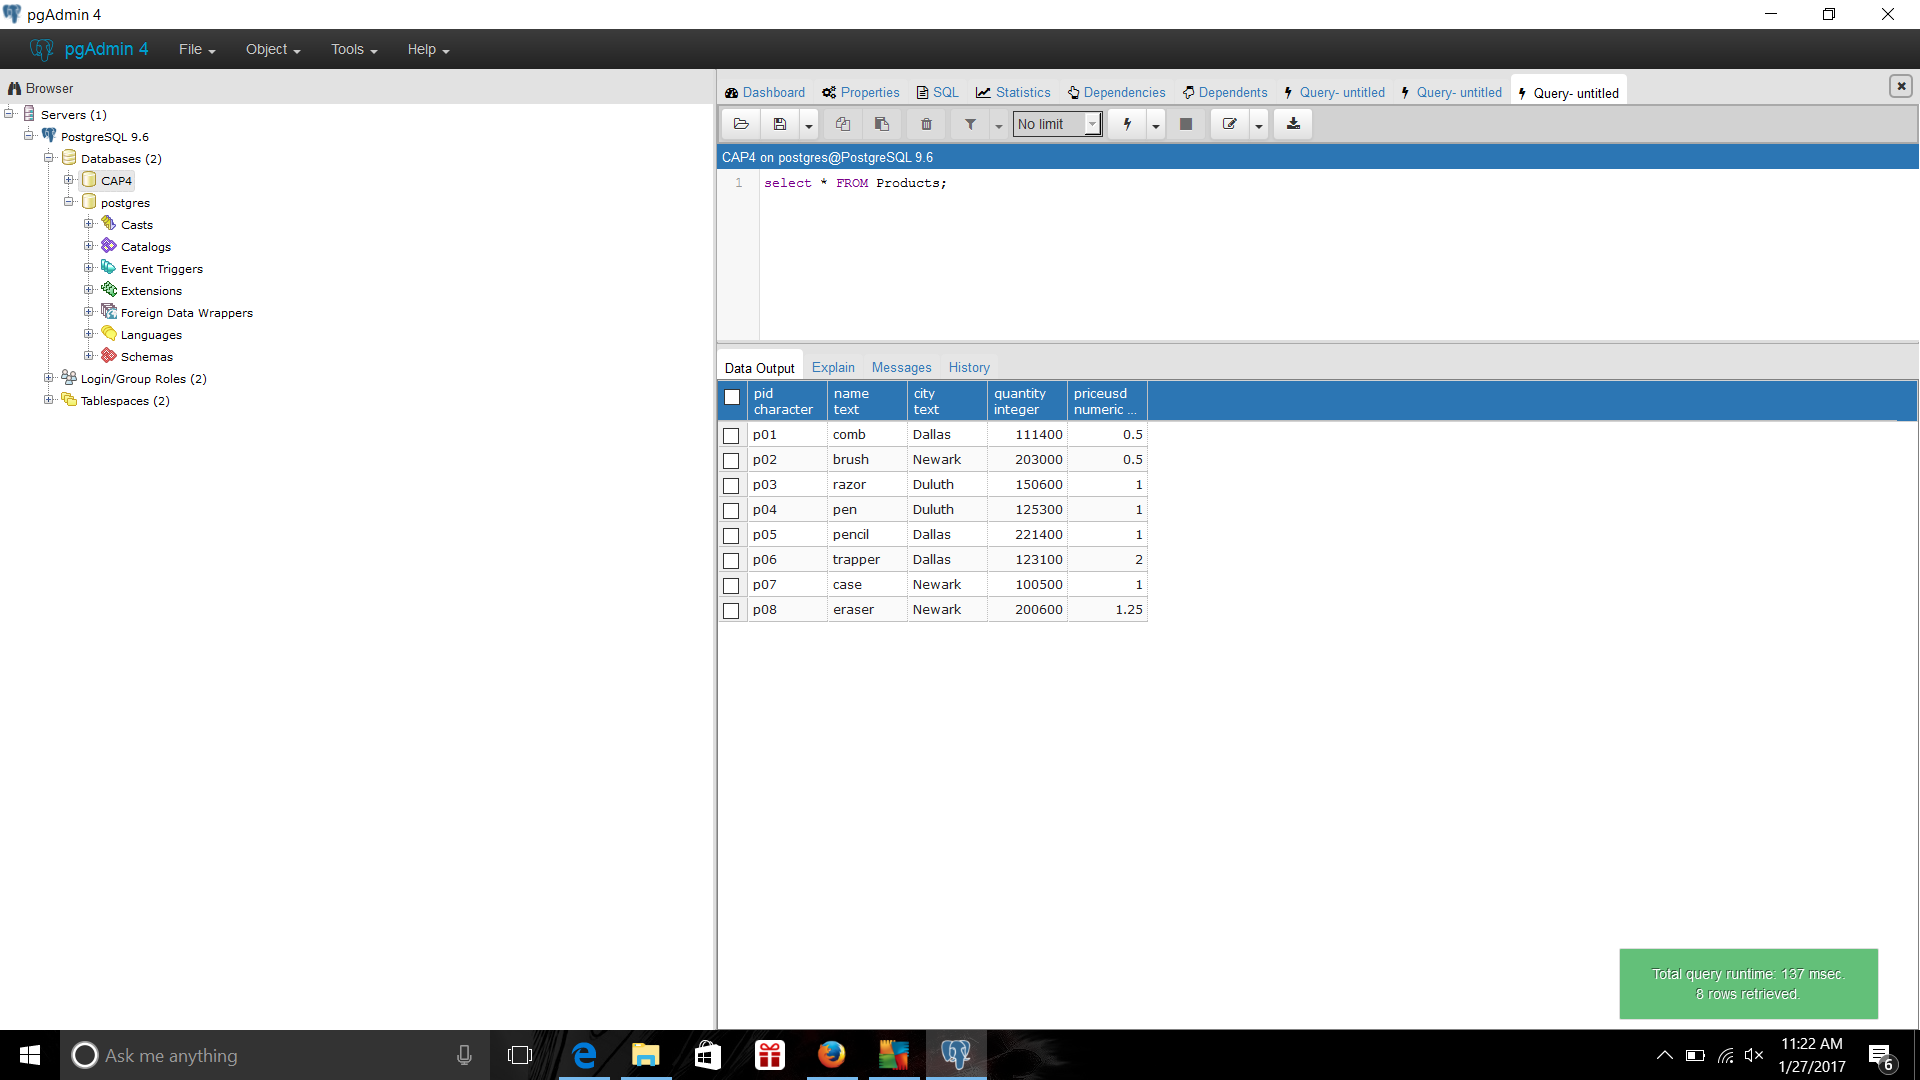 pgAdmin 4
pgAdmin 4 File Object Tools Help
Browser
Servers (1)
PostgreSQL 9.6
Databases (2)
CAP4
postgres
Casts
Catalogs
Event Triggers
Extensions
Foreign Data Wrappers
Languages
Schemas
Login/Group Roles (2)
Tablespaces (2)
Dashboard Properties SQL Statistics Dependencies Dependents Query- untitled Query- untitled Query- untitled
No limit
CAP4 on postgres@PostgreSQL 9.6
1 select * FROM Products;
Data Output Explain Messages History
pid name city quantity priceusd
character text text integer numeric ...
p01 comb Dallas 111400 0.5
p02 brush Newark 203000 0.5
p03 razor Duluth 150600 1
p04 pen Duluth 125300 1
p05 pencil Dallas 221400 1
p06 trapper Dallas 123100 2
p07 case Newark 100500 1
p08 eraser Newark 200600 1.25
Total query runtime: 137 msec.
8 rows retrieved.
Ask me anything
11:22 AM
1/27/2017
6